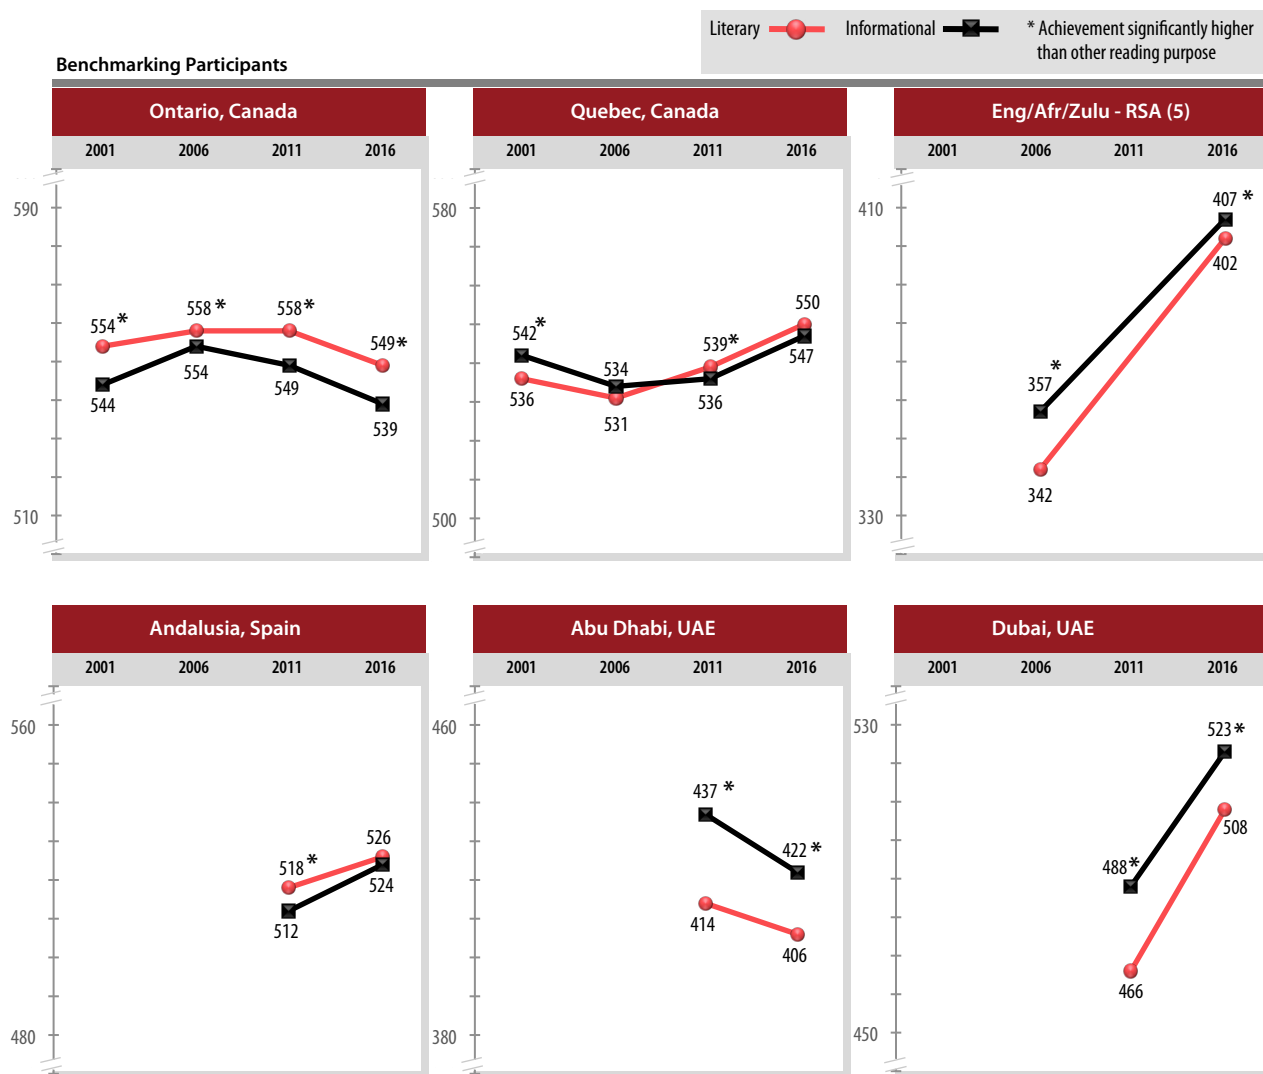 Literary Informational * Achievement significantly higher
than other reading purpose
Benchmarking Participants
Ontario, Canada
2001 2006 2011 2016
590
510
554 * 558 * 558 * 549 *
544 554 549 539
Quebec, Canada
2001 2006 2011 2016
580
500
542 * 534 539 * 550
536 531 536 547
Eng/Afr/Zulu - RSA (5)
2001 2006 2011 2016
410
330
357 * 407 *
342 402
Andalusia, Spain
2001 2006 2011 2016
560
480
518 * 526
512 524
Abu Dhabi, UAE
2001 2006 2011 2016
460
380
437 * 422 *
414 406
Dubai, UAE
2001 2006 2011 2016
530
450
488 * 523 *
466 508